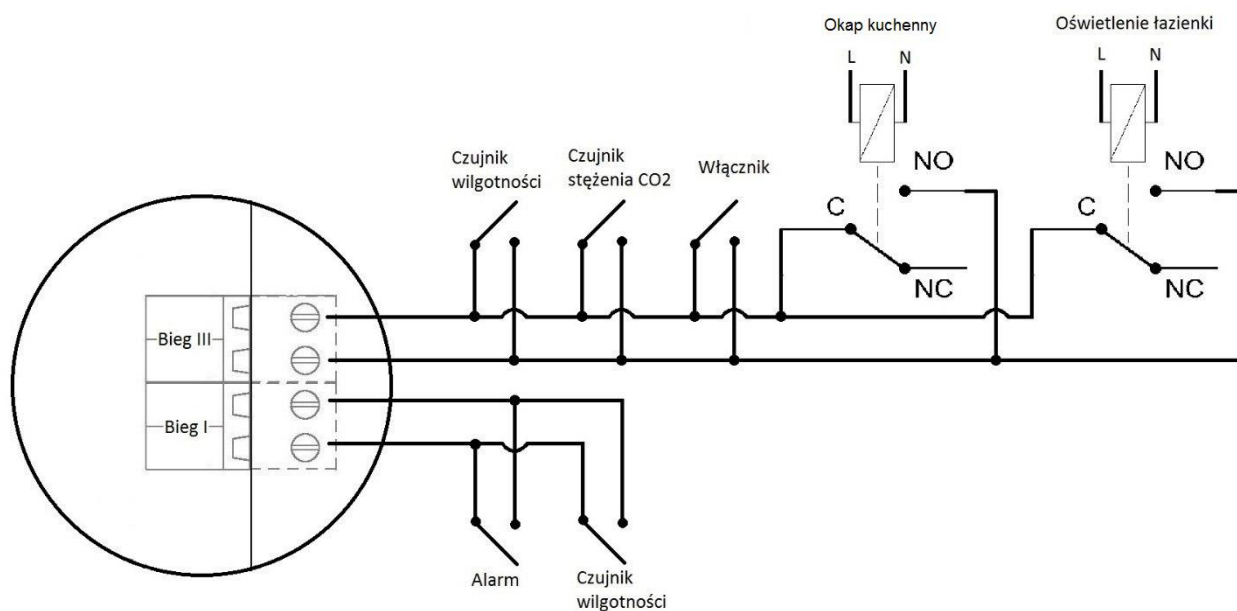 Okap kuchenny
Oświetlenie łazienki
L
N
L
N
Czujnik
wilgotności
Czujnik
stężenia CO2
Włącznik
NO
NO
C
C
NC
NC
Bieg III
Bieg I
Alarm
Czujnik
wilgotności